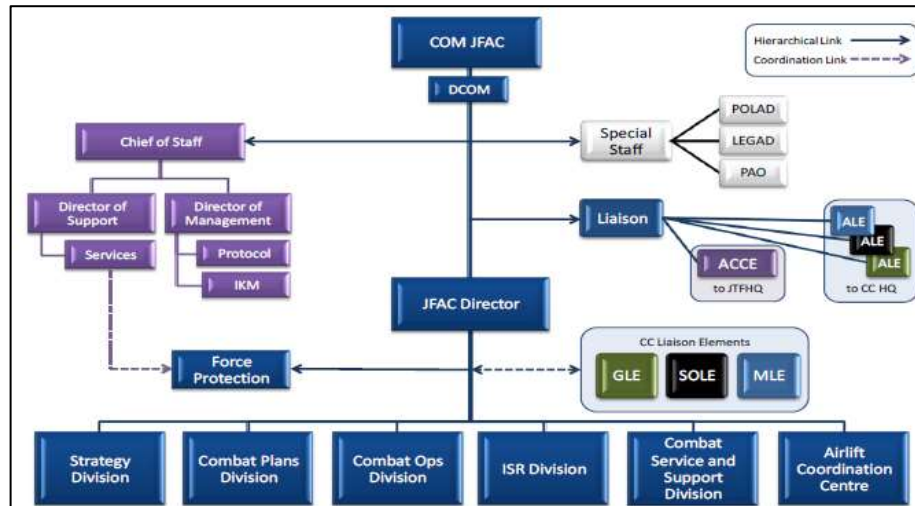 COM JFAC
Hierarchical Link
Coordination Link
DCOM
Chief of Staff
Special
Staff
POLAD
LEGAD
PAO
Director of
Support
Director of
Management
Services
Protocol
IKM
Liaison
ALE
ALE
ALE
ACCE
to JTFHQ
to CC HQ
JFAC Director
Force
Protection
CC Liaison Elements
GLE
SOLE
MLE
Strategy
Division
Combat Plans
Division
Combat Ops
Division
ISR Division
Combat
Service and
Support
Division
Airlift
Coordination
Centre